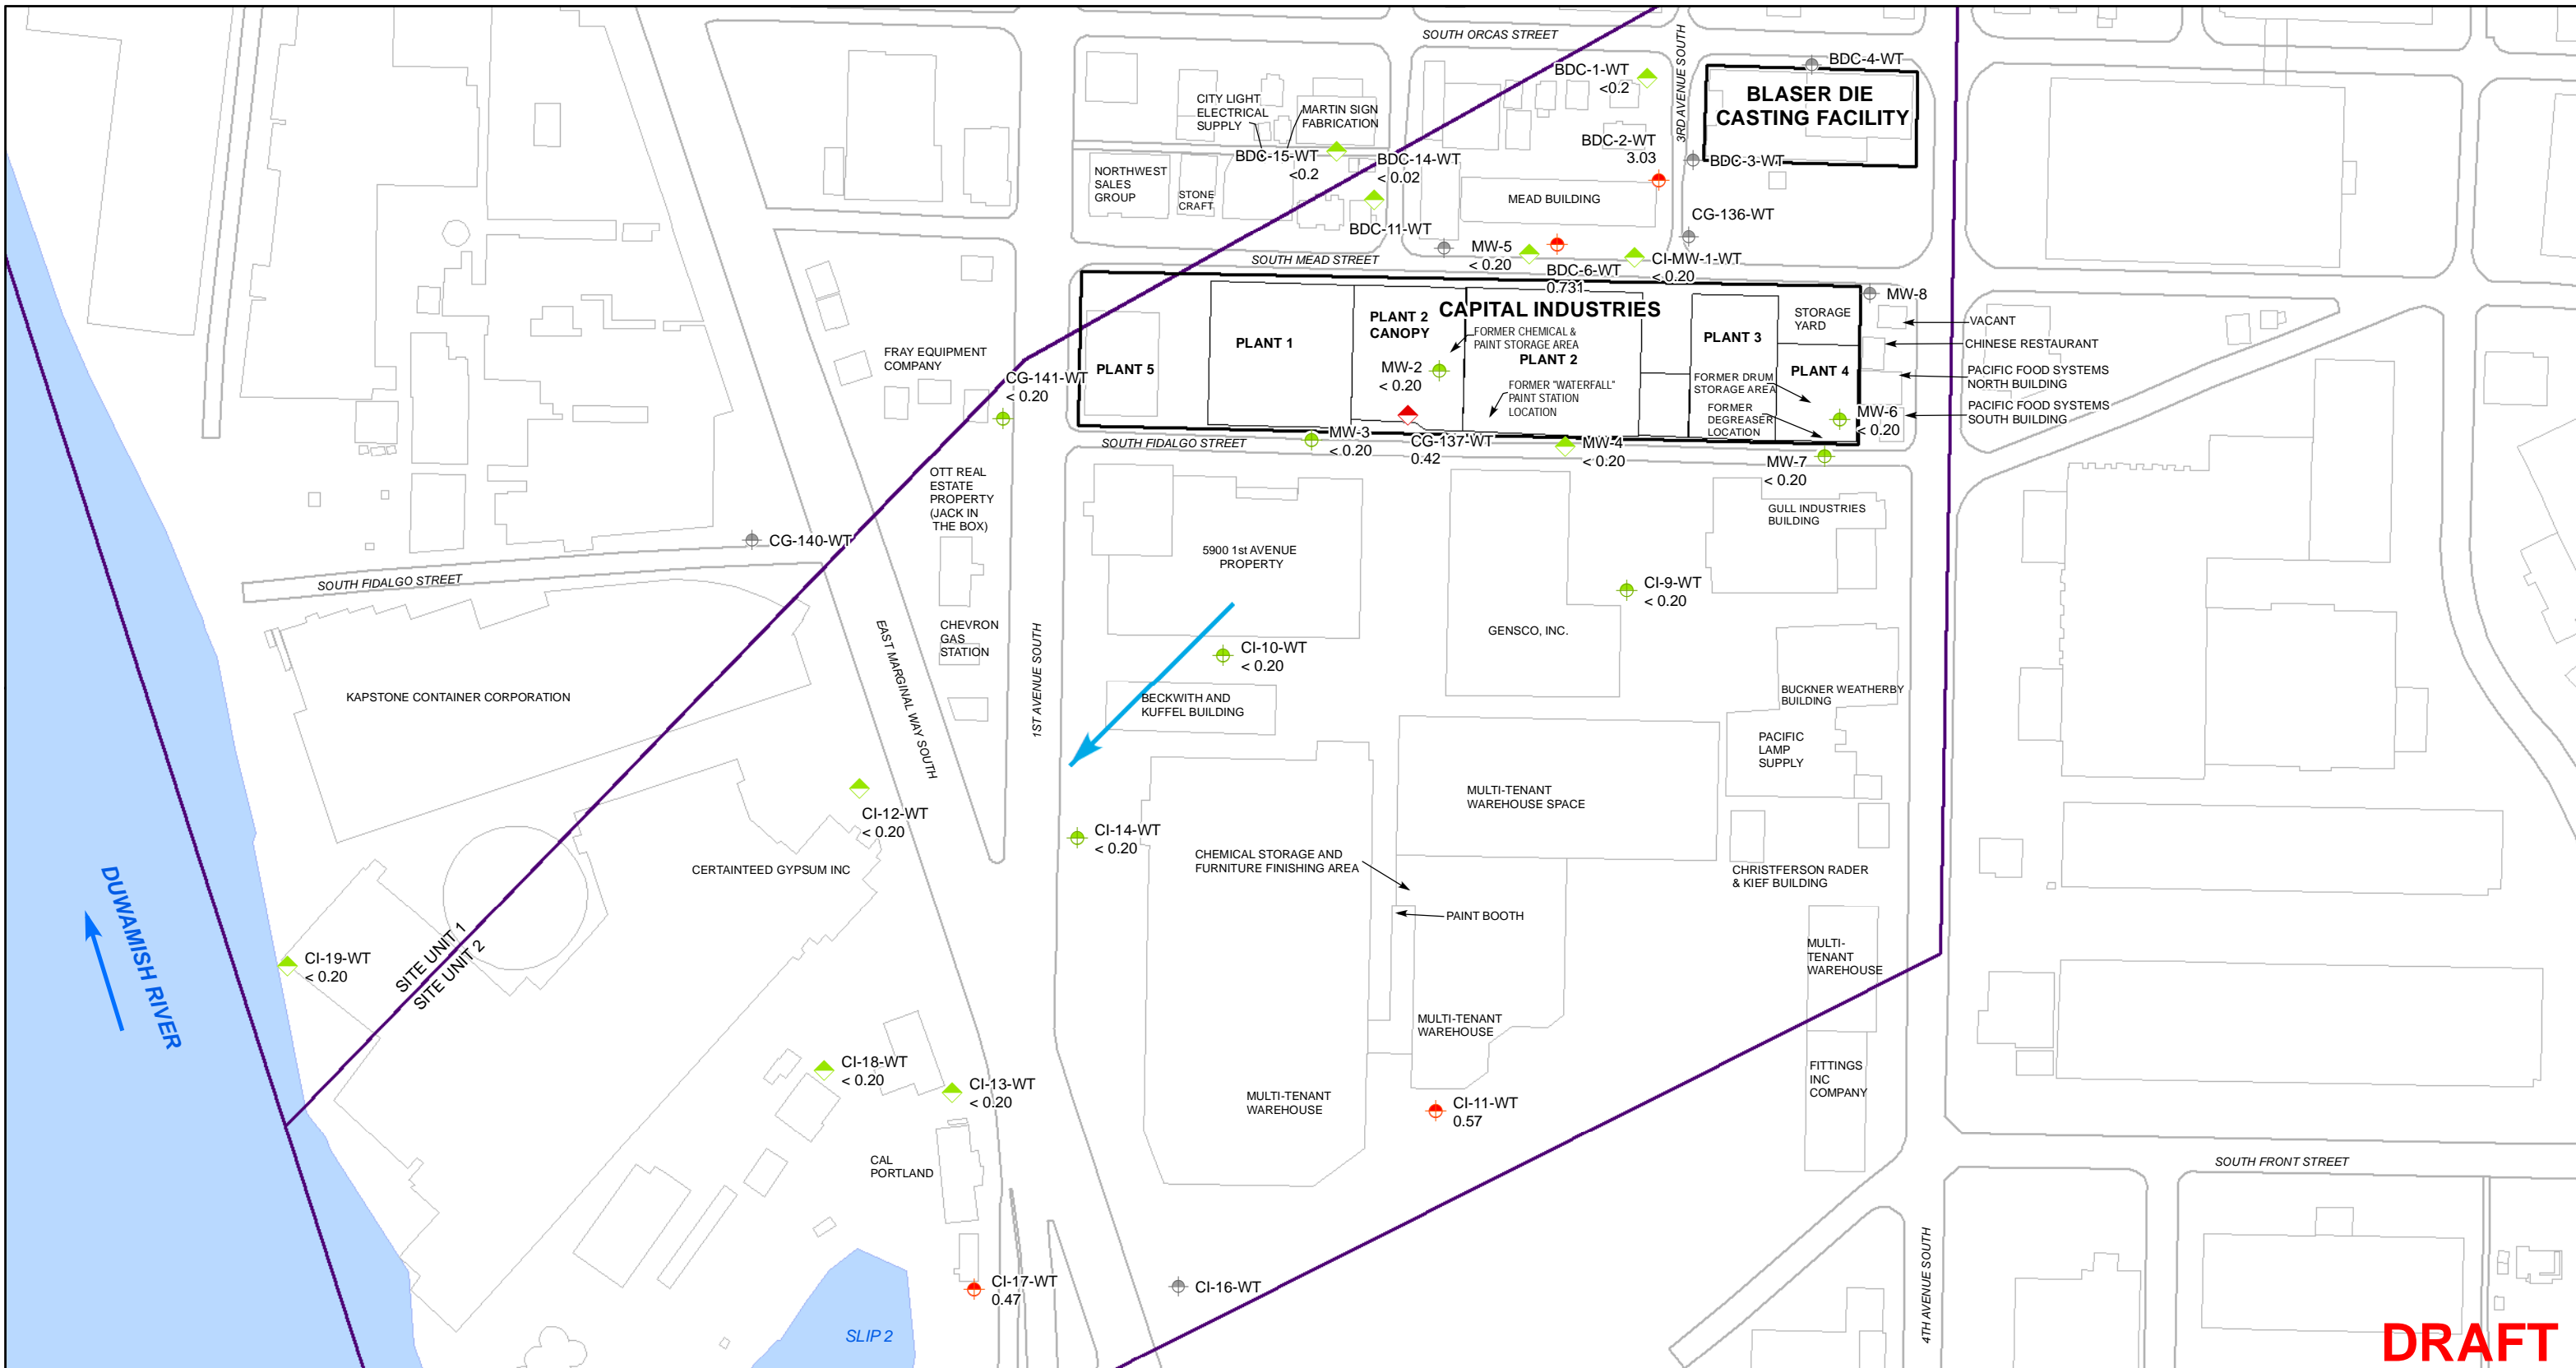 SOUTH ORCAS STREET
3RD AVENUE SOUTH
BDC-4-WT
BDC-1-WT
<0.2
BLASER DIE
CASTING FACILITY
CITY LIGHT
ELECTRICAL
SUPPLY
MARTIN SIGN
FABRICATION
BDC-2-WT
3.03
BDC-15-WT
<0.2
BDC-14-WT
< 0.02
BDC-3-WT
NORTHWEST
SALES
GROUP
STONE
CRAFT
MEAD BUILDING
CG-136-WT
BDC-11-WT
MW-5
< 0.20
SOUTH MEAD STREET
BDC-6-WT
0.731
CI-MW-1-WT
< 0.20
MW-8
CAPITAL INDUSTRIES
PLANT 2
CANOPY
FORMER CHEMICAL &
PAINT STORAGE AREA
PLANT 2
STORAGE
YARD
VACANT
PLANT 1
PLANT 3
CHINESE RESTAURANT
FRAY EQUIPMENT
COMPANY
PLANT 5
MW-2
< 0.20
PLANT 4
PACIFIC FOOD SYSTEMS
NORTH BUILDING
CG-141-WT
< 0.20
FORMER "WATERFALL"
PAINT STATION
LOCATION
FORMER DRUM
STORAGE AREA
FORMER
DEGREASER
LOCATION
PACIFIC FOOD SYSTEMS
SOUTH BUILDING
MW-6
< 0.20
SOUTH FIDALGO STREET
MW-3
< 0.20
CG-137-WT
0.42
MW-4
< 0.20
MW-7
< 0.20
OTT REAL
ESTATE
PROPERTY
(JACK IN
THE BOX)
GULL INDUSTRIES
BUILDING
CG-140-WT
5900 1st AVENUE
PROPERTY
SOUTH FIDALGO STREET
CI-9-WT
< 0.20
CHEVRON
GAS
STATION
GENSCO, INC.
EAST MARGINAL WAY SOUTH
1ST AVENUE SOUTH
CI-10-WT
< 0.20
KAPSTONE CONTAINER CORPORATION
BECKWITH AND
KUFFEL BUILDING
BUCKNER WEATHERBY
BUILDING
PACIFIC
LAMP
SUPPLY
MULTI-TENANT
WAREHOUSE SPACE
CI-12-WT
< 0.20
CI-14-WT
< 0.20
CERTAINTEED GYPSUM INC
CHEMICAL STORAGE AND
FURNITURE FINISHING AREA
CHRISTFERSON RADER
& KIEF BUILDING
PAINT BOOTH
DUWAMISH RIVER
SITE UNIT 1
SITE UNIT 2
CI-19-WT
< 0.20
MULTI-
TENANT
WAREHOUSE
MULTI-TENANT
WAREHOUSE
CI-18-WT
< 0.20
CI-13-WT
< 0.20
FITTINGS
INC
COMPANY
MULTI-TENANT
WAREHOUSE
CI-11-WT
0.57
CAL
PORTLAND
SOUTH FRONT STREET
4TH AVENUE SOUTH
CI-17-WT
0.47
CI-16-WT
SLIP 2
DRAFT